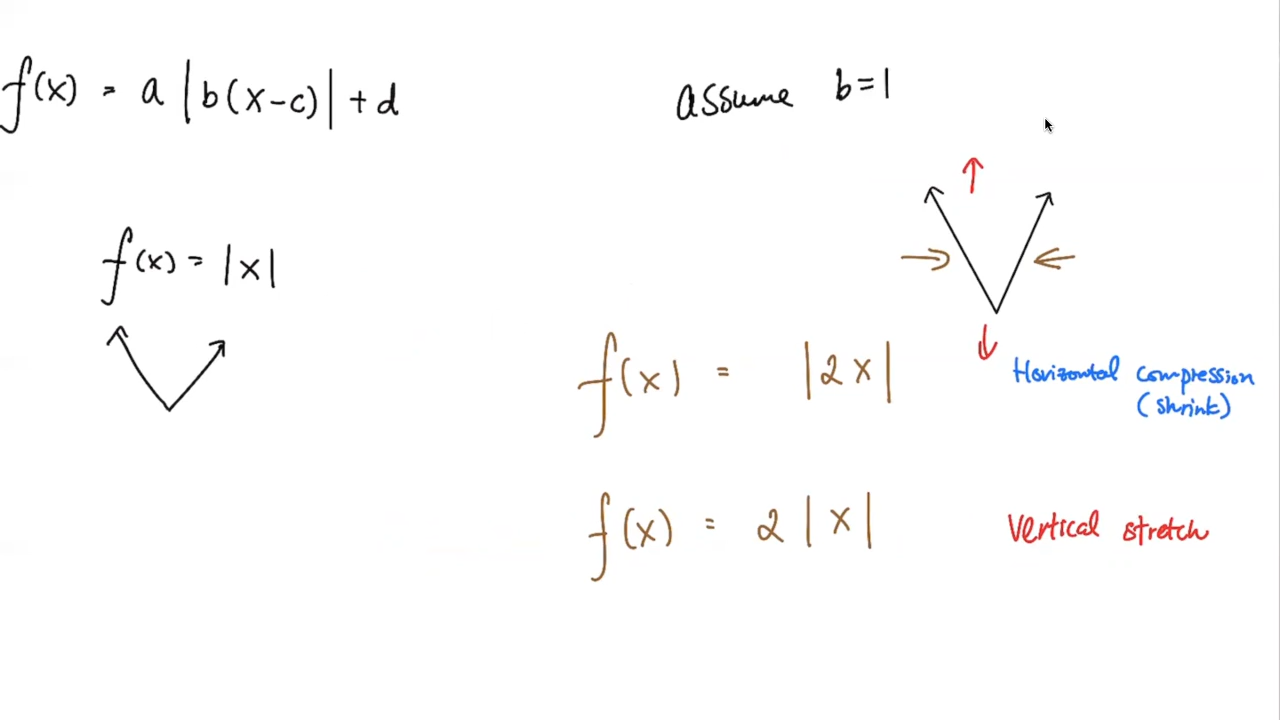 f(x) = a |b(x-c)| + d
assume b=1
f(x) = |x|
f(x) = |2x|
Horizontal compression
(shrink)
f(x) = 2|x|
Vertical stretch